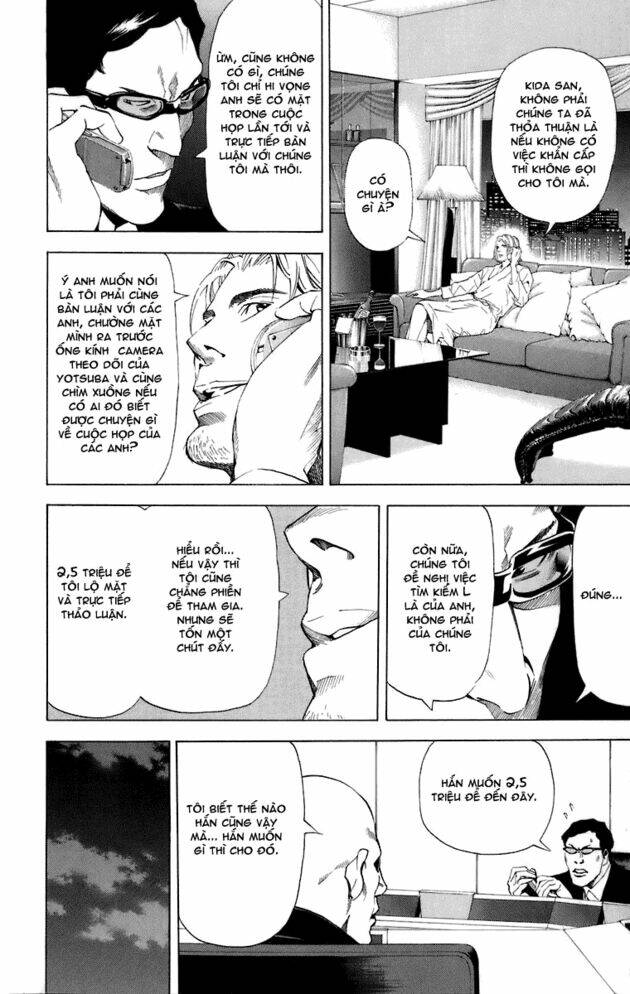 KIDA SAN,
KHÔNG PHẢI
CHÚNG TA ĐÃ
THỎA THUẬN LÀ
NẾU KHÔNG CÓ
VIỆC KHẨN CẤP
THÌ KHÔNG GỌI
CHO TÔI MÀ.
CÓ
CHUYỆN
GÌ À?
ỪM, CŨNG KHÔNG
CÓ GÌ, CHÚNG
TÔI CHỈ HI VỌNG
ANH SẼ CÓ MẶT
TRONG CUỘC
HỌP LẦN TỚI VÀ
TRỰC TIẾP BÀN
LUẬN VỚI CHÚNG
TÔI MÀ THÔI.
Ý ANH MUỐN NÓI
LÀ TÔI PHẢI CÙNG
BÀN LUẬN VỚI CÁC
ANH, CHƯỜNG MẶT
MÌNH RA TRƯỚC
ỐNG KÍNH CAMERA
THEO DÕI CỦA
YOTSUBA VÀ CÙNG
CHÌM XUỒNG NẾU
CÓ AI ĐÓ BIẾT
ĐƯỢC CHUYỆN GÌ
VỀ CUỘC HỌP CỦA
CÁC ANH?
ĐÚNG...
CÒN NỮA,
CHÚNG TÔI
ĐỀ NGHỊ VIỆC
TÌM KIẾM L
LÀ CỦA ANH,
KHÔNG PHẢI
CỦA CHÚNG
TÔI.
HIỂU RỒI...
NẾU VẬY THÌ
TÔI CŨNG
CHẲNG PHIỀN
ĐỂ THAM GIA.
NHƯNG SẼ
TỐN MỘT
CHÚT ĐẤY.
2,5 TRIỆU ĐỂ
TÔI LỘ MẶT
VÀ TRỰC TIẾP
THẢO LUẬN.
HẮN MUỐN 2,5
TRIỆU ĐỂ ĐẾN ĐÂY.
TÔI BIẾT THẾ NÀO
HẮN CŨNG VẬY
MÀ... HẮN MUỐN
GÌ THÌ CHO ĐÓ.